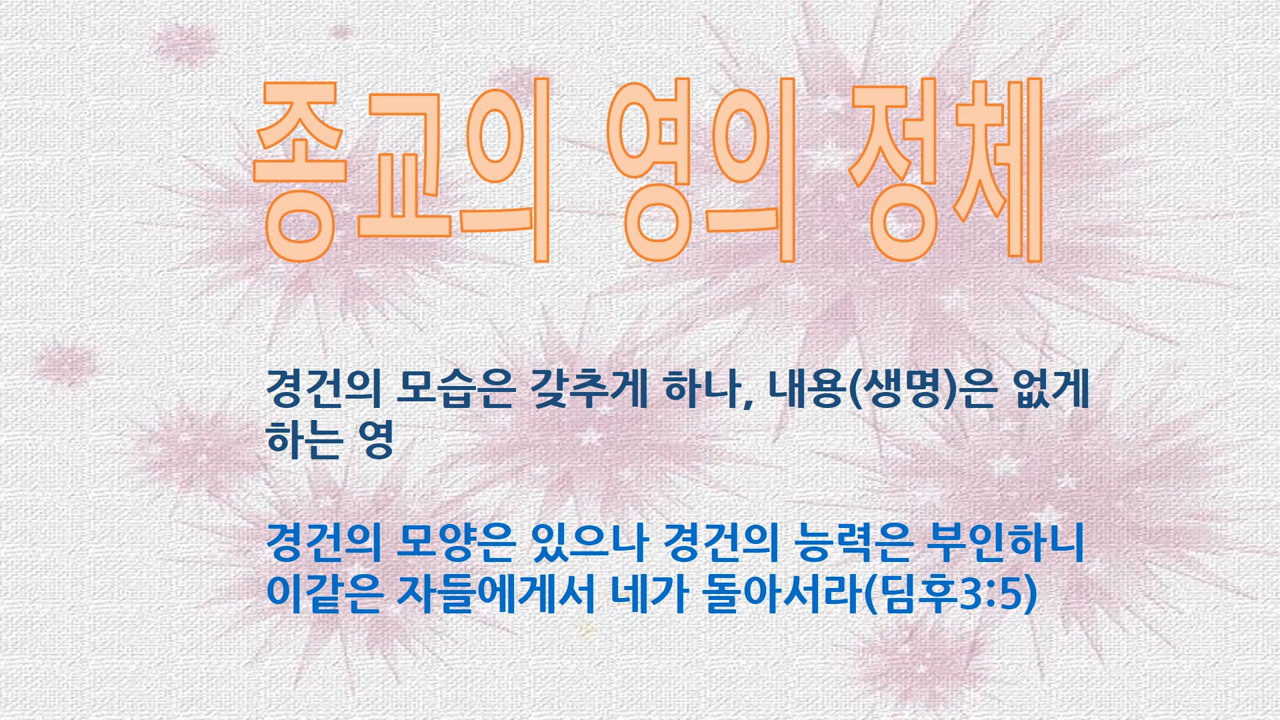 종교의 영의 정체
경건의 모습은 갖추게 하나, 내용(생명)은 없게
하는 영
경건의 모양은 있으나 경건의 능력은 부인하니
이같은 자들에게서 네가 돌아서라(딤후3:5)